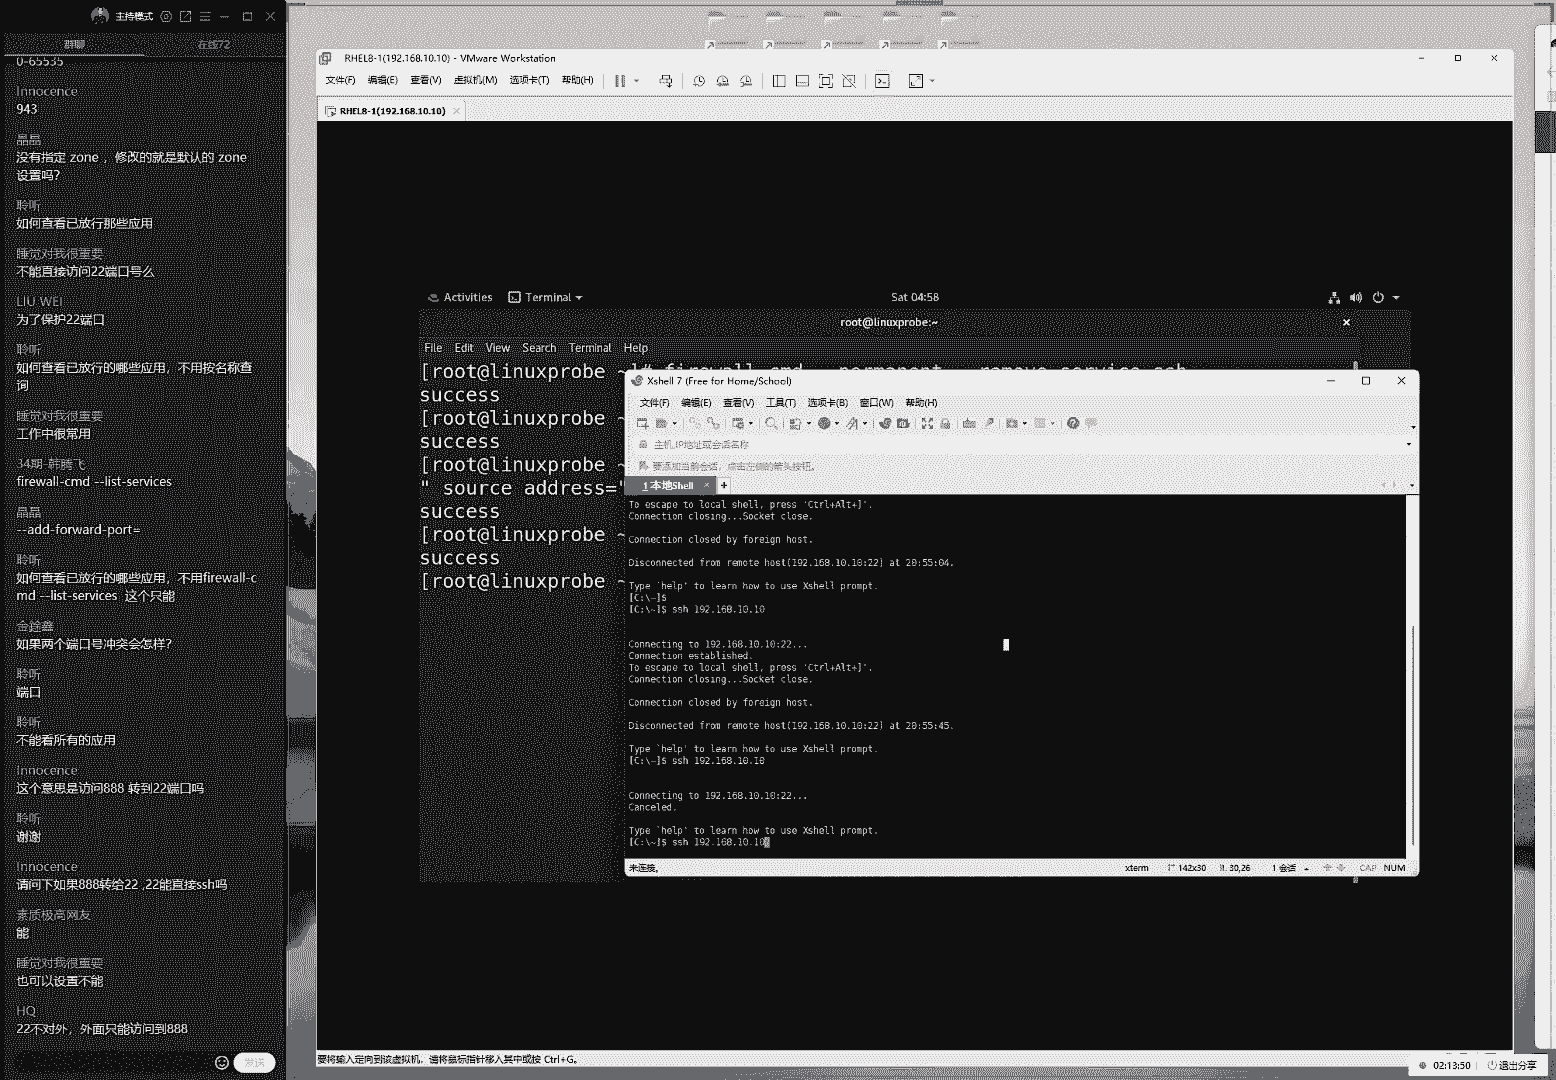 主持模式
群聊
在线72
0-65535
Innocence
943
晶晶
没有指定 zone ，修改的就是默认的 zone
设置吗？
聆听
如何查看已放行那些应用
睡觉对我很重要
不能直接访问22端口号么
LIU WEI
为了保护22端口
聆听
如何查看已放行的哪些应用，不用按名称查
询
睡觉对我很重要
工作中很常用
34期-韩腾飞
firewall-cmd --list-services
晶晶
--add-forward-port=
聆听
如何查看已放行的哪些应用，不用firewall-c
md --list-services 这个只能
如果两个端口号冲突会怎样？
聆听
端口
聆听
不能看所有的应用
Innocence
这个意思是访问888 转到22端口吗
聆听
谢谢
Innocence
请问下如果888转给22 ,22能直接ssh吗
素质极高网友
能
睡觉对我很重要
也可以设置不能
HQ
22不对外，外面只能访问到888
发送
RHEL8-1(192.168.10.10) - VMware Workstation
文件(F) 编辑(E) 查看(V) 虚拟机(M) 选项卡(T) 帮助(H)
RHEL8-1(192.168.10.10)
Activities Terminal Sat 04:58
root@linuxprobe:~
File Edit View Search Terminal Help
[root@linuxprobe ~]# firewall-cmd --permanent --remove-service=ssh
success
[root@linuxprobe ~
success
[root@linuxprobe ~
" source address="
success
[root@linuxprobe ~
success
[root@linuxprobe ~
Xshell 7 (Free for Home/School)
文件(F) 编辑(E) 查看(V) 工具(T) 选项卡(B) 窗口(W) 帮助(H)
主机,IP地址或会话名称
要添加当前会话，点击左侧的箭头按钮。
1 本地Shell
To escape to local shell, press 'Ctrl+Alt+]'.
Connection closing...Socket close.
Connection closed by foreign host.
Disconnected from remote host(192.168.10.10:22) at 20:55:04.
Type `help' to learn how to use Xshell prompt.
[C:\~]$
[C:\~]$ ssh 192.168.10.10
Connecting to 192.168.10.10:22...
Connection established.
To escape to local shell, press 'Ctrl+Alt+]'.
Connection closing...Socket close.
Connection closed by foreign host.
Disconnected from remote host(192.168.10.10:22) at 20:55:45.
Type `help' to learn how to use Xshell prompt.
[C:\~]$ ssh 192.168.10.10
Connecting to 192.168.10.10:22...
Canceled.
Type `help' to learn how to use Xshell prompt.
[C:\~]$ ssh 192.168.10.10
未连接。 xterm 142x30 30,26 1 会话 CAP NUM
要将输入定向到该虚拟机，请将鼠标指针移入其中或按 Ctrl+G。
02:13:50 退出分享